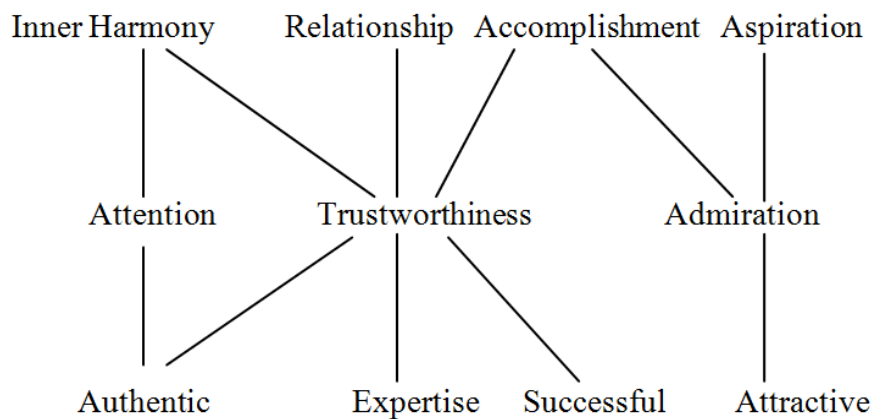 Inner Harmony Relationship Accomplishment Aspiration
Attention Trustworthiness Admiration
Authentic Expertise Successful Attractive